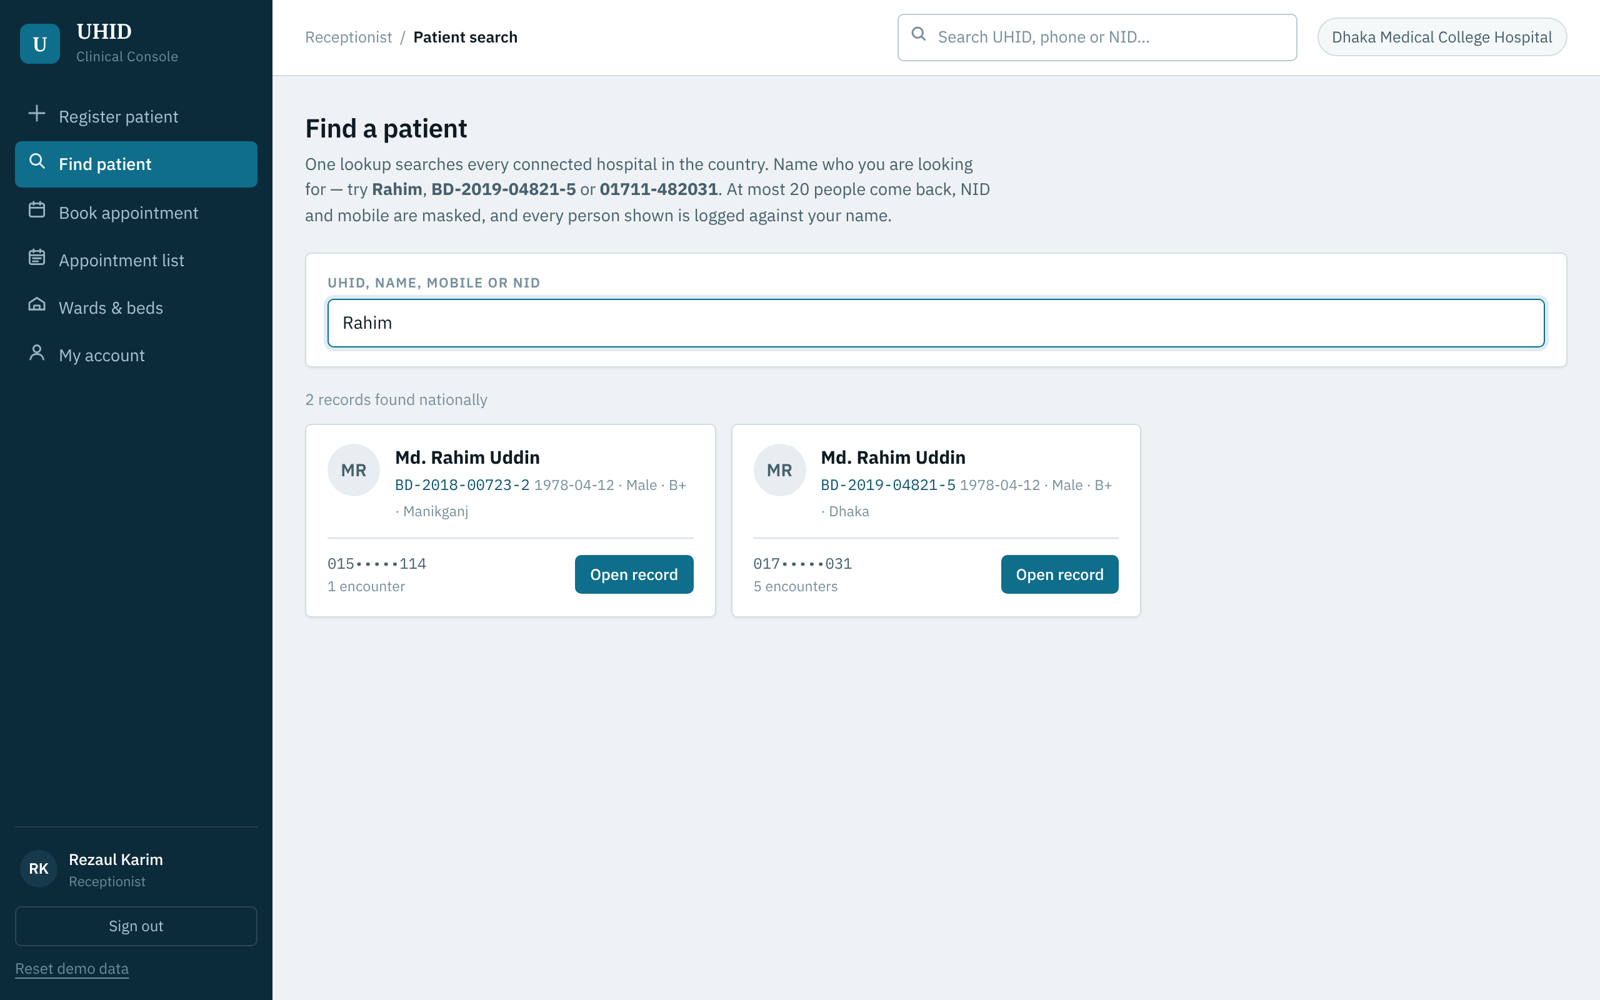 U
UHID
Clinical Console
Register patient
Find patient
Book appointment
Appointment list
Wards & beds
My account
RK
Rezaul Karim
Receptionist
Sign out
Reset demo data
Receptionist / Patient search
Search UHID, phone or NID...
Dhaka Medical College Hospital
Find a patient
One lookup searches every connected hospital in the country. Name who you are looking
for — try Rahim, BD-2019-04821-5 or 01711-482031. At most 20 people come back, NID
and mobile are masked, and every person shown is logged against your name.
UHID, NAME, MOBILE OR NID
Rahim
2 records found nationally
MR
Md. Rahim Uddin
BD-2018-00723-2 1978-04-12 · Male · B+
· Manikganj
015•••••114
1 encounter
Open record
MR
Md. Rahim Uddin
BD-2019-04821-5 1978-04-12 · Male · B+
· Dhaka
017•••••031
5 encounters
Open record